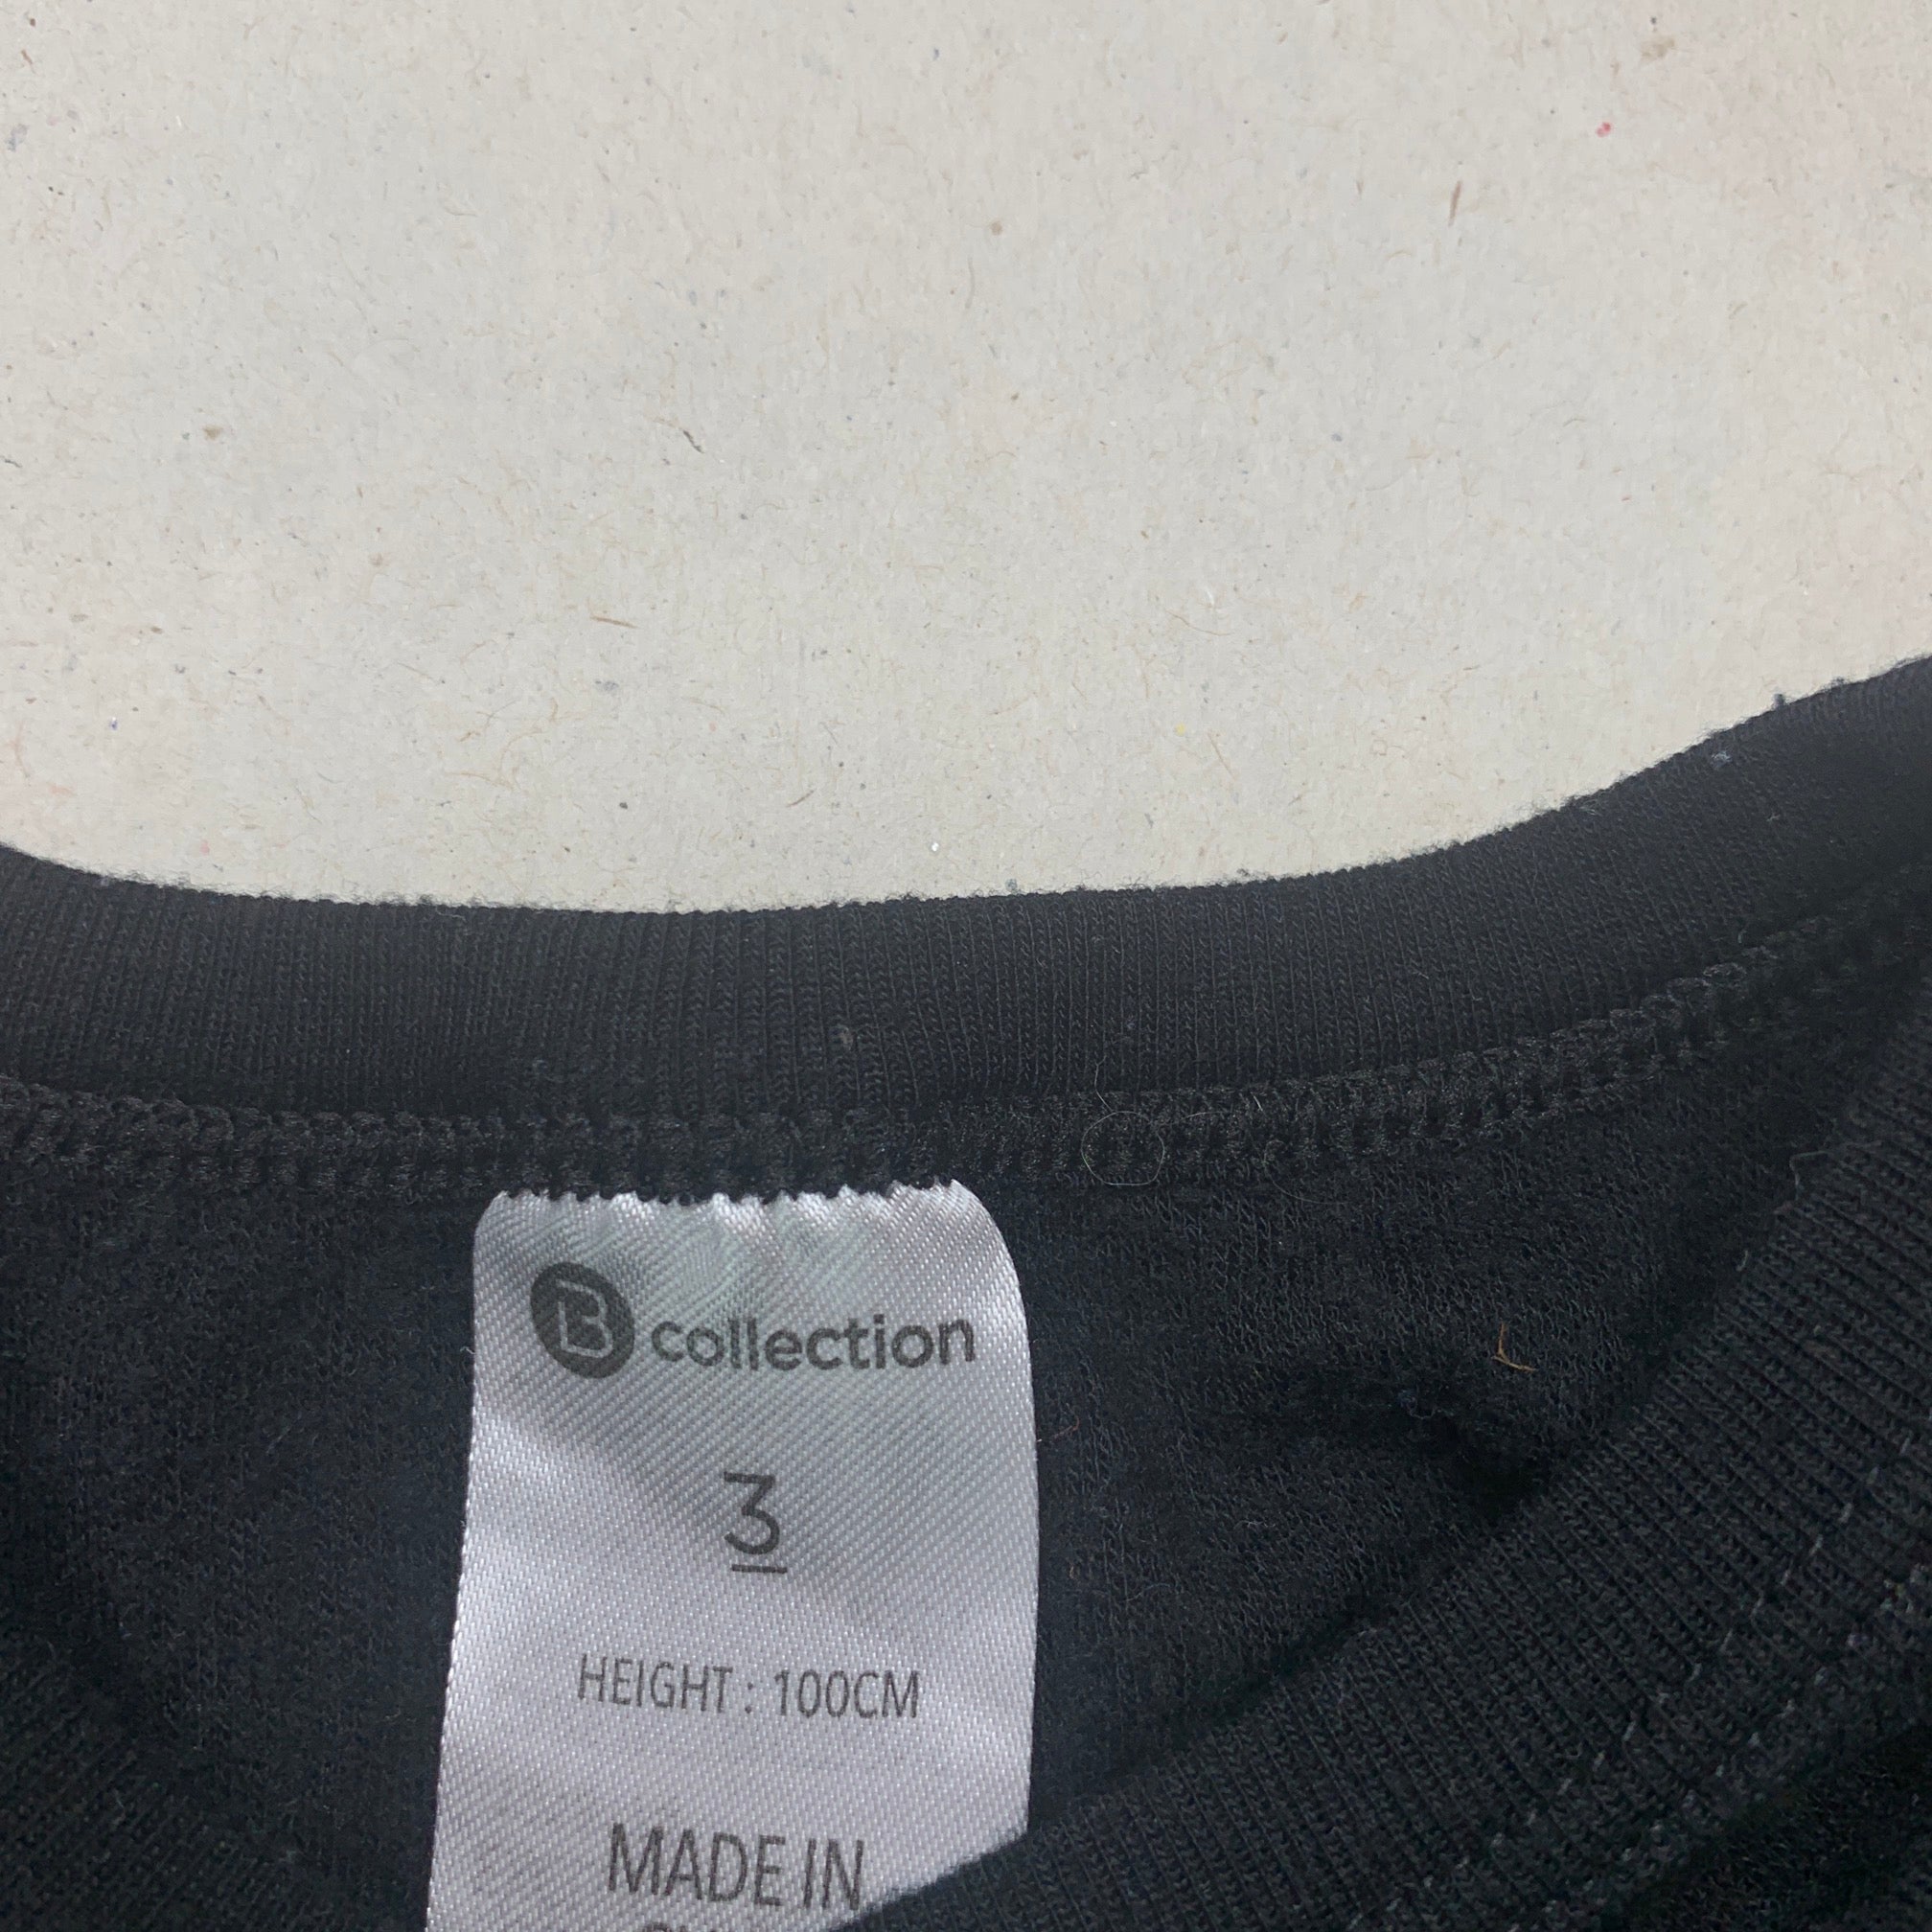 B collection
3
HEIGHT : 100CM
MADE IN